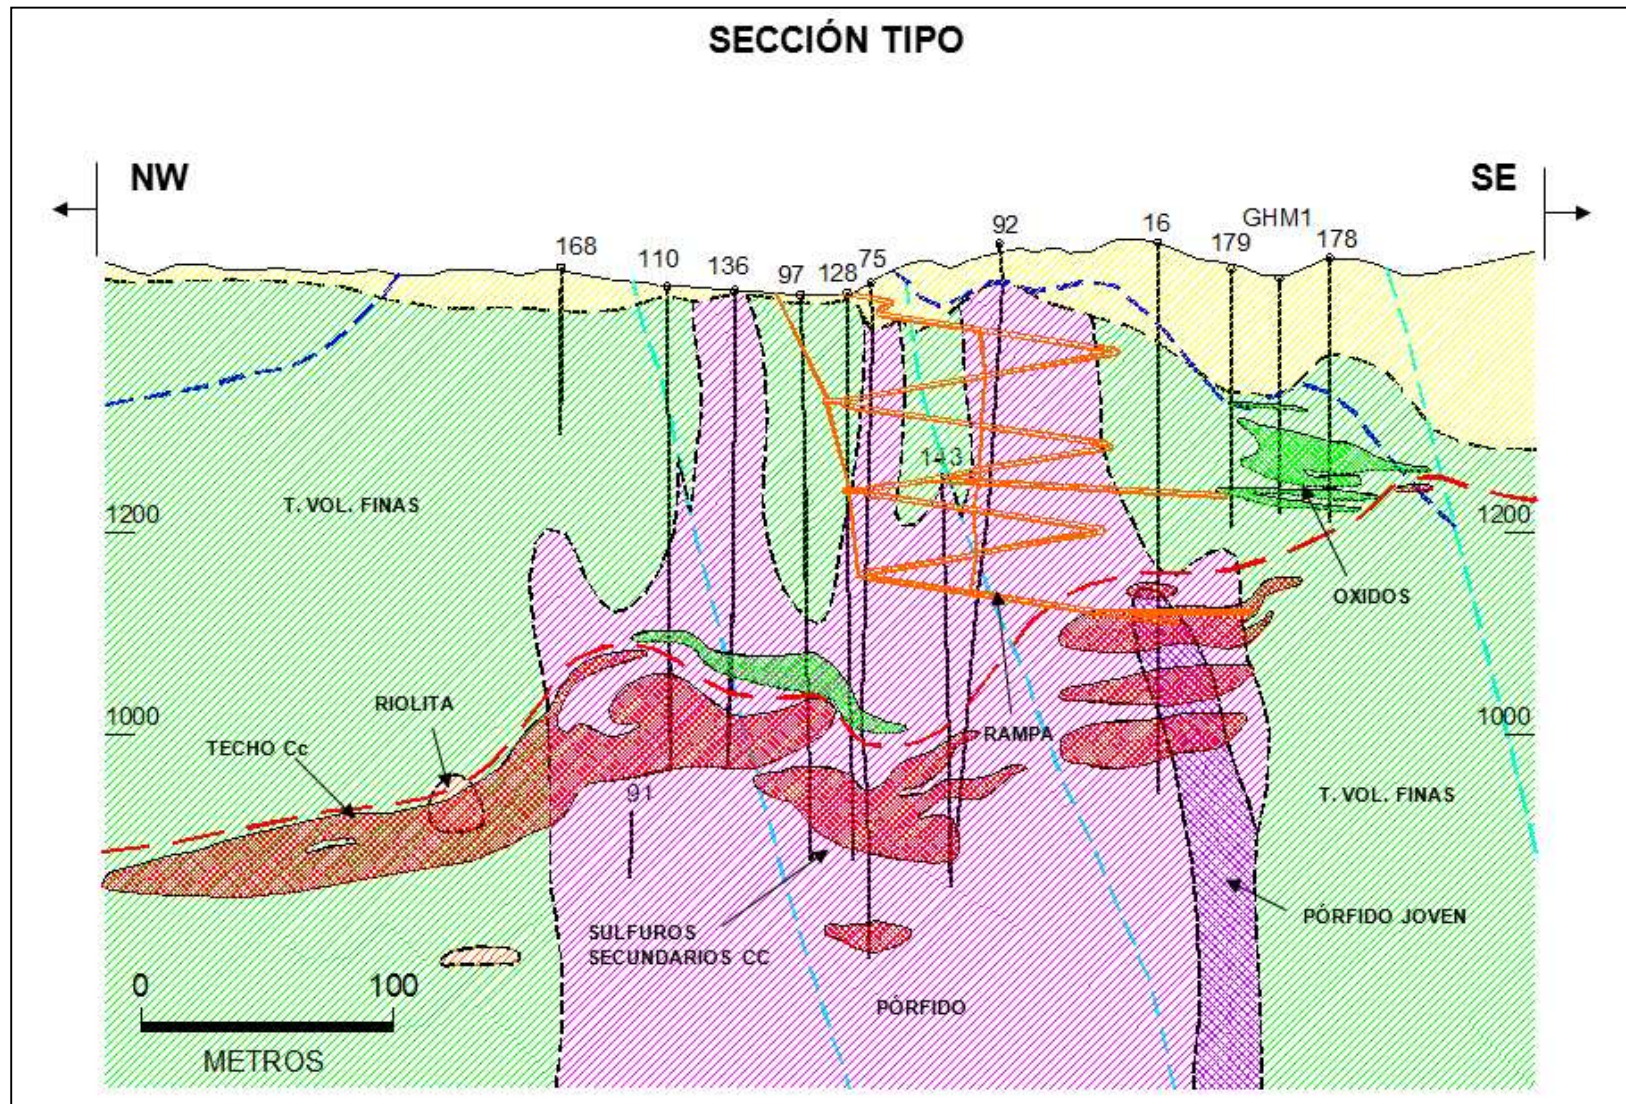 SECCIÓN TIPO
NW
SE
168
110
136
97
128
75
92
16
179
GHM1
178
143
T. VOL. FINAS
1200
1200
OXIDOS
RIOLITA
1000
TECHO Cc
RAMPA
1000
91
T. VOL. FINAS
SULFUROS
SECUNDARIOS CC
PÓRFIDO JOVEN
PÓRFIDO
0
100
METROS